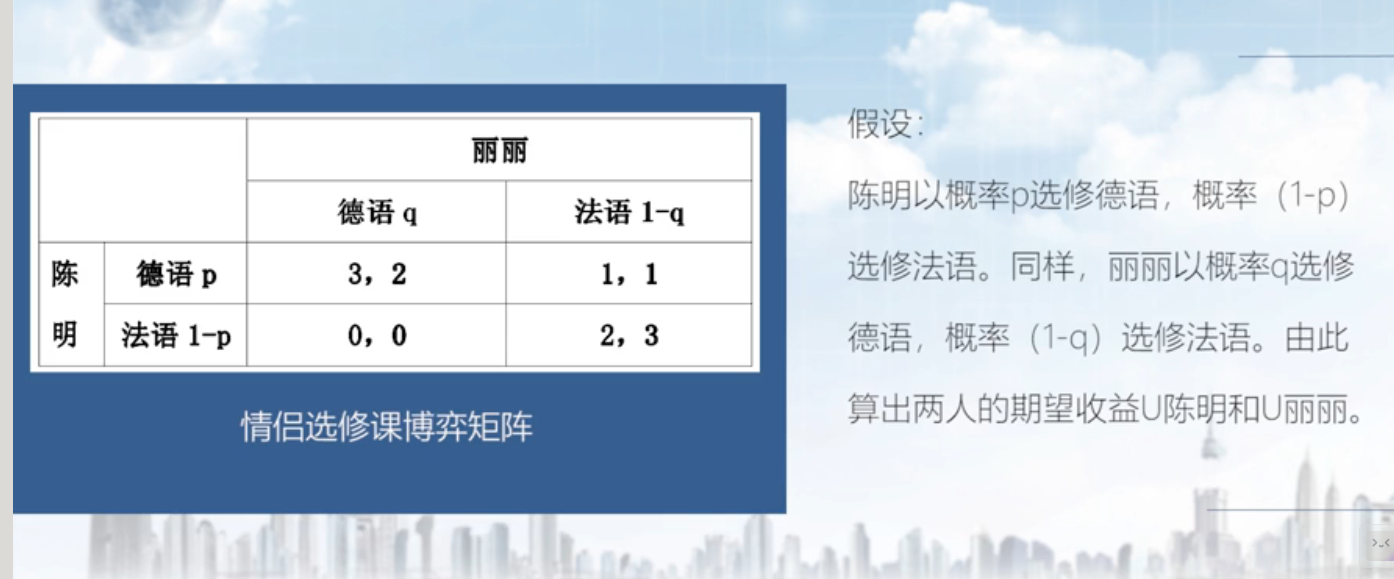 丽丽
德语 q 法语 1-q
陈 德语 p 3，2 1，1
明 法语 1-p 0，0 2，3
情侣选修课博弈矩阵
假设：
陈明以概率p选修德语，概率（1-p）
选修法语。同样，丽丽以概率q选修
德语，概率（1-q）选修法语。由此
算出两人的期望收益U陈明和U丽丽。